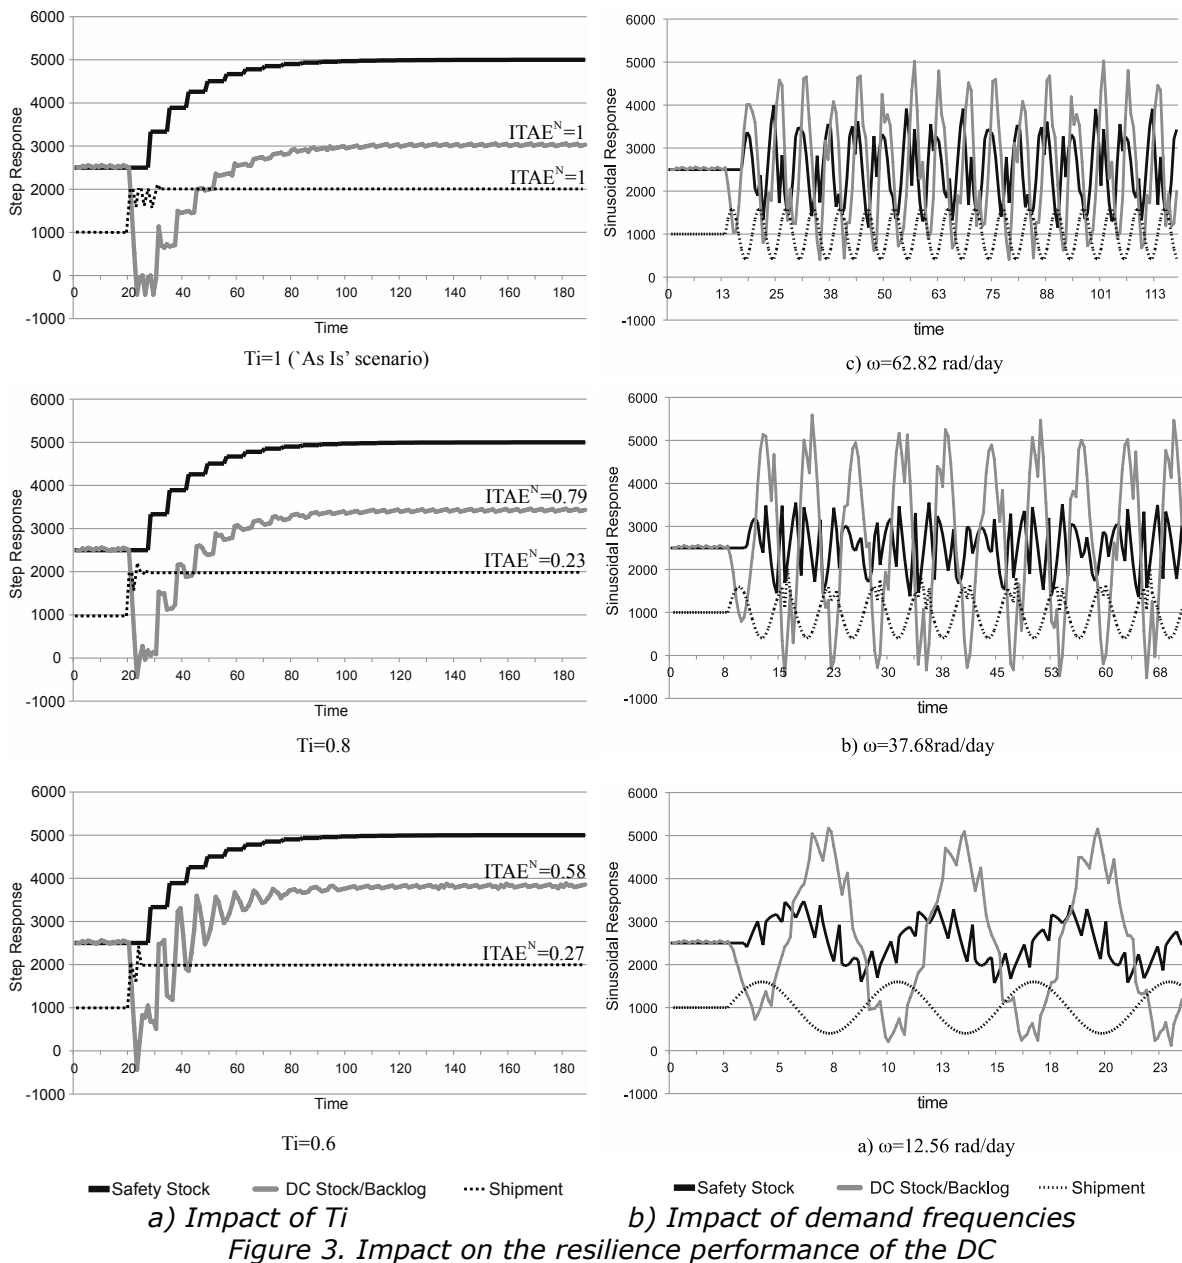 6000
5000
4000
3000
2000
1000
0
-1000
Step Response
ITAE^N=1
ITAE^N=1
0 20 40 60 80 100 120 140 160 180
Time
Ti=1 (`As Is' scenario)
6000
5000
4000
3000
2000
1000
0
-1000
Sinusoidal Response
0 13 25 38 50 63 75 88 101 113
time
c) ω=62.82 rad/day
6000
5000
4000
3000
2000
1000
0
-1000
Step Response
ITAE^N=0.79
ITAE^N=0.23
0 20 40 60 80 100 120 140 160 180
Time
Ti=0.8
6000
5000
4000
3000
2000
1000
0
-1000
Sinusoidal Response
0 8 15 23 30 38 45 53 60 68
time
b) ω=37.68rad/day
6000
5000
4000
3000
2000
1000
0
-1000
Step Response
ITAE^N=0.58
ITAE^N=0.27
0 20 40 60 80 100 120 140 160 180
Time
Ti=0.6
6000
5000
4000
3000
2000
1000
0
-1000
Sinusoidal Response
0 3 5 8 10 13 15 18 20 23
time
a) ω=12.56 rad/day
Safety Stock DC Stock/Backlog Shipment
Safety Stock DC Stock/Backlog Shipment
a) Impact of Ti
b) Impact of demand frequencies
Figure 3. Impact on the resilience performance of the DC